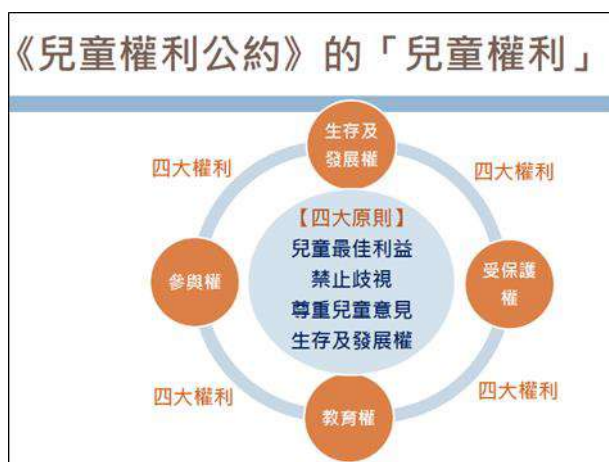 《兒童權利公約》的「兒童權利」
生存及
發展權
四大權利
四大權利
【四大原則】
兒童最佳利益
禁止歧視
尊重兒童意見
生存及發展權
參與權
受保護
權
四大權利
四大權利
教育權